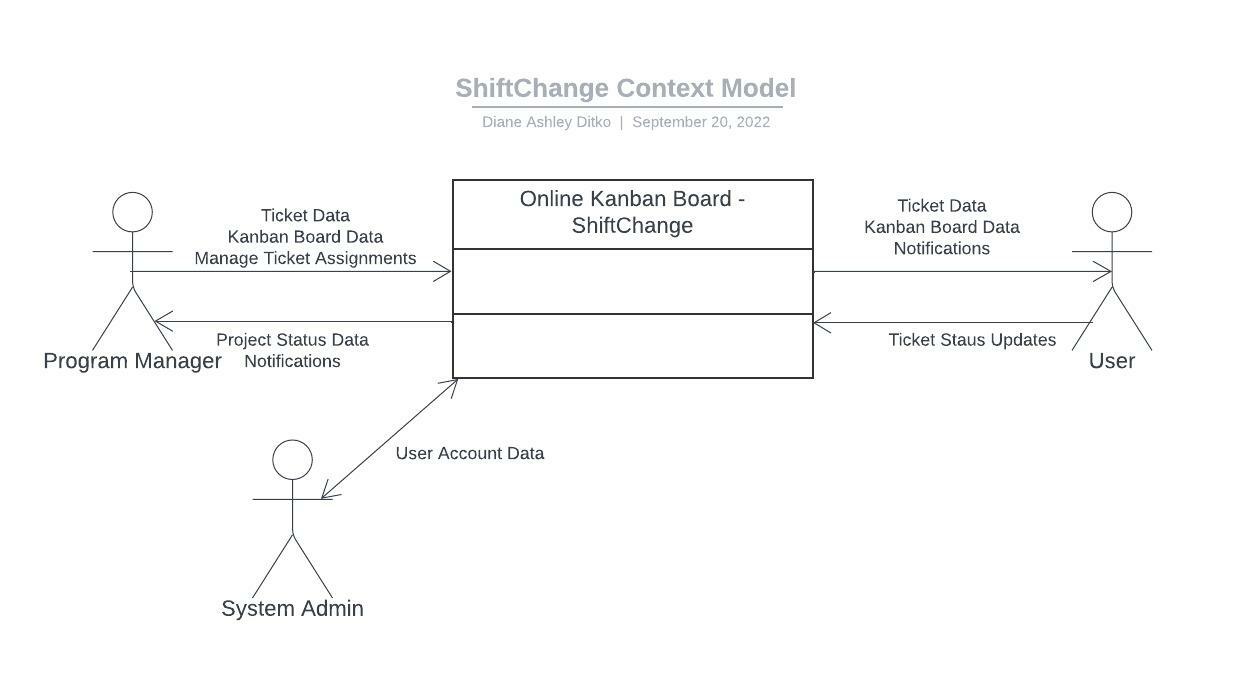 ShiftChange Context Model
Diane Ashley Ditko | September 20, 2022
Online Kanban Board -
ShiftChange
Ticket Data
Kanban Board Data
Manage Ticket Assignments
Ticket Data
Kanban Board Data
Notifications
Project Status Data
Notifications
Ticket Staus Updates
Program Manager
User
User Account Data
System Admin